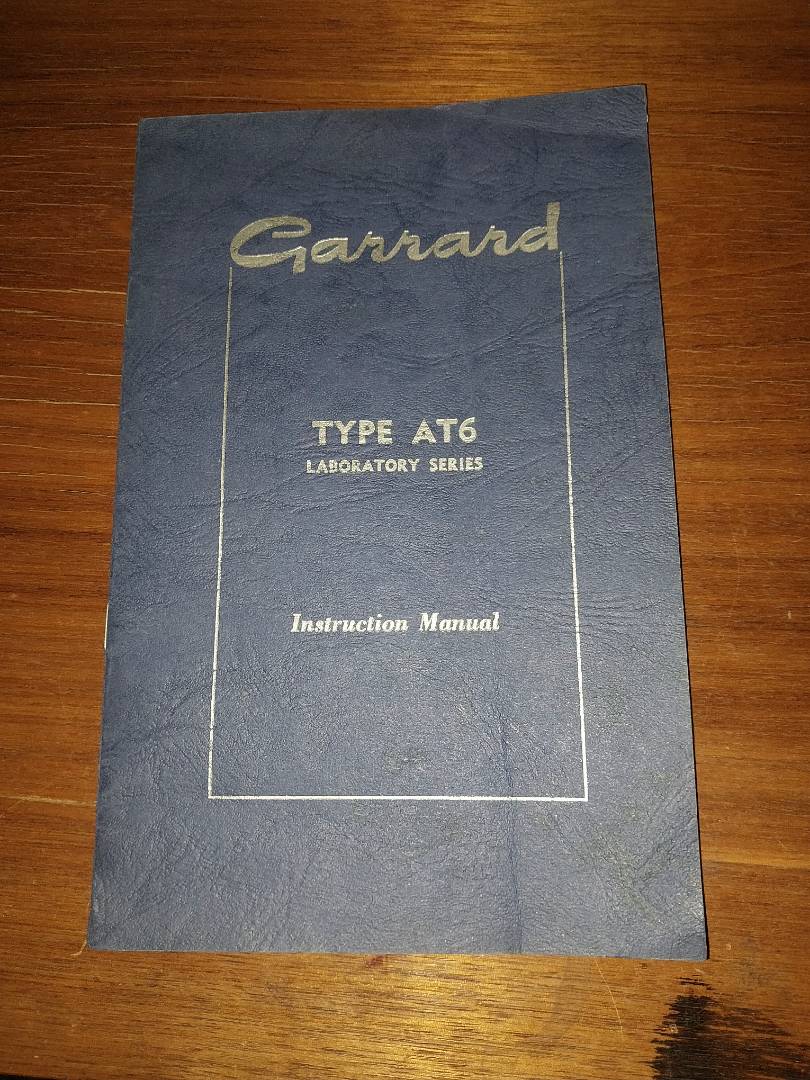 Garrard
TYPE AT6
LABORATORY SERIES
Instruction Manual